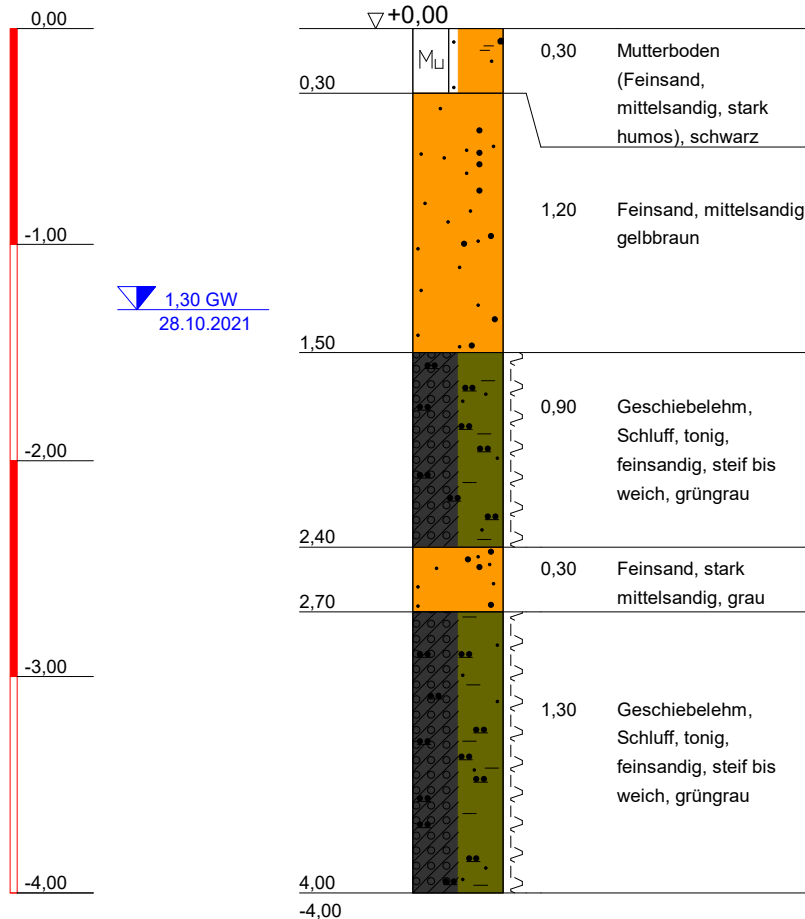 0,00
+0,00
Mu
0,30
Mutterboden
(Feinsand,
mittelsandig, stark
humos), schwarz
0,30
1,20
Feinsand, mittelsandig
gelbbraun
-1,00
1,30 GW
28.10.2021
1,50
0,90
Geschiebelehm,
Schluff, tonig,
feinsandig, steif bis
weich, grüngrau
-2,00
2,40
0,30
Feinsand, stark
mittelsandig, grau
2,70
-3,00
1,30
Geschiebelehm,
Schluff, tonig,
feinsandig, steif bis
weich, grüngrau
-4,00
4,00
-4,00